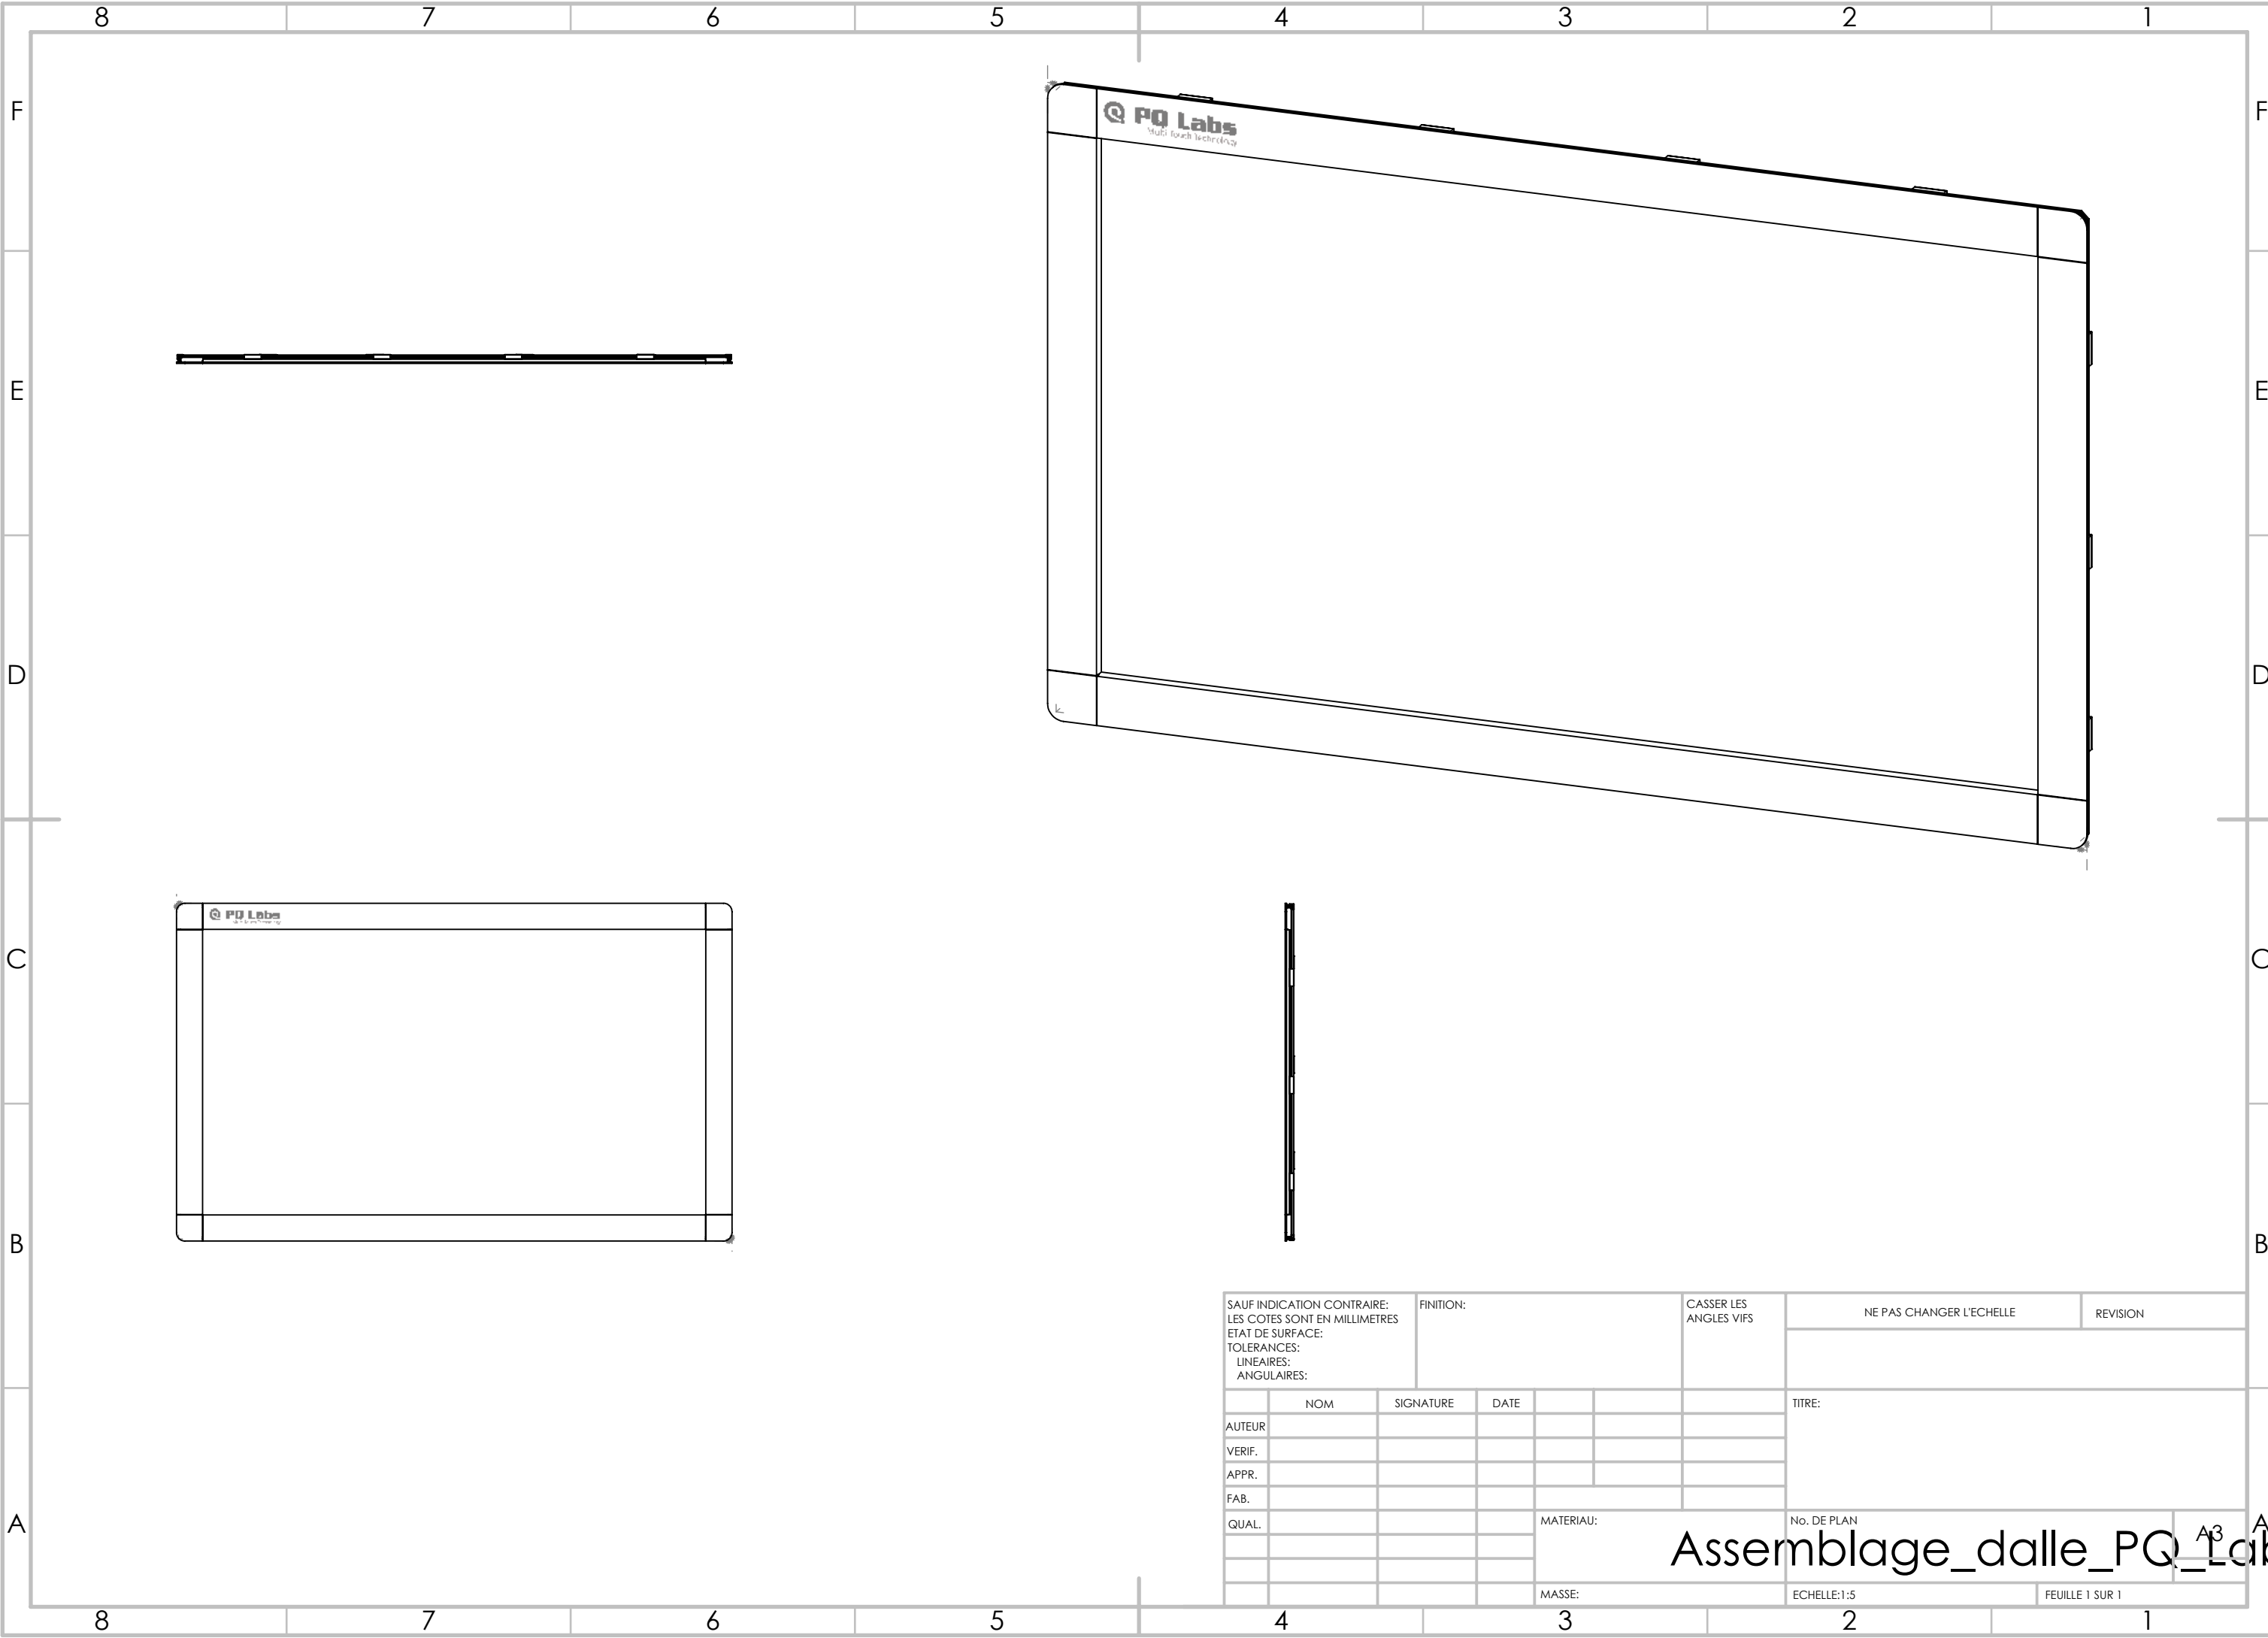 8 7 6 5 4 3 2 1
F F
PQ Labs
Multi Touch Technology
E E
D D
C C
PQ Labs
B B
SAUF INDICATION CONTRAIRE:
LES COTES SONT EN MILLIMETRES
ETAT DE SURFACE:
TOLERANCES:
LINEAIRES:
ANGULAIRES:
FINITION:
CASSER LES
ANGLES VIFS
NE PAS CHANGER L'ECHELLE
REVISION
NOM SIGNATURE DATE
TITRE:
AUTEUR
VERIF.
APPR.
FAB.
QUAL.
MATERIAU:
No. DE PLAN
A A
A3
Assemblage_dalle_PQ_Lab
MASSE:
ECHELLE:1:5
FEUILLE 1 SUR 1
8 7 6 5 4 3 2 1